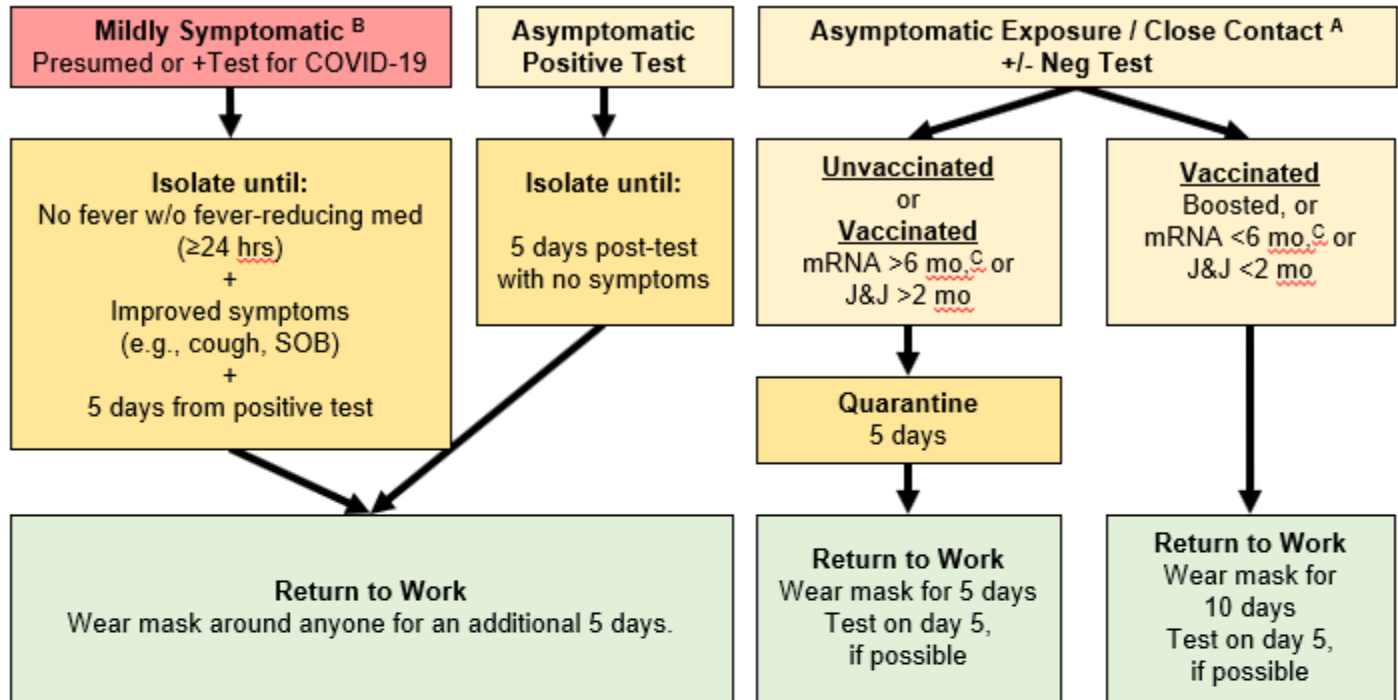 Mildly Symptomatic B
Presumed or +Test for COVID-19
Asymptomatic
Positive Test
Asymptomatic Exposure / Close Contact A
+/- Neg Test
Isolate until:
No fever w/o fever-reducing med
(≥24 hrs)
+
Improved symptoms
(e.g., cough, SOB)
+
5 days from positive test
Isolate until:
5 days post-test
with no symptoms
Unvaccinated
or
Vaccinated
mRNA >6 mo,C or
J&J >2 mo
Vaccinated
Boosted, or
mRNA <6 mo,C or
J&J <2 mo
Quarantine
5 days
Return to Work
Wear mask around anyone for an additional 5 days.
Return to Work
Wear mask for 5 days
Test on day 5,
if possible
Return to Work
Wear mask for
10 days
Test on day 5,
if possible